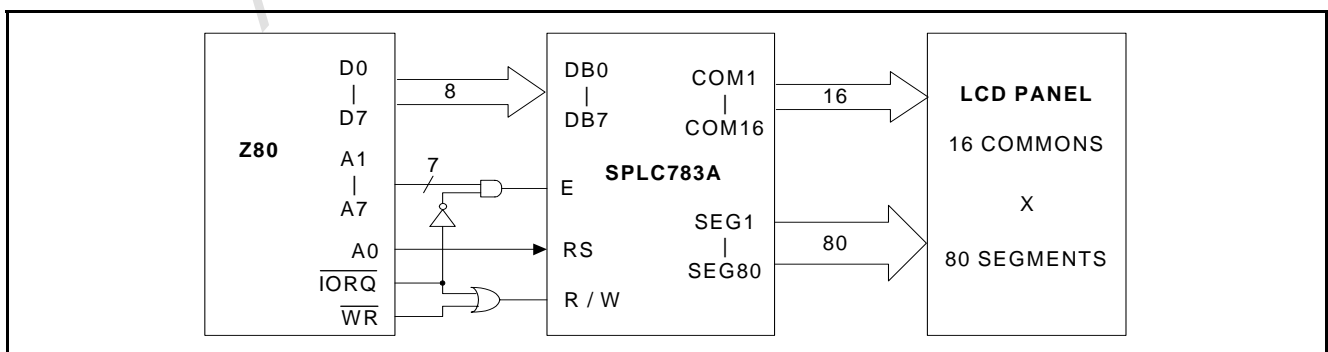 Z80
D0
|
D7
A1
|
A7
A0
IORQ
WR
8
7
DB0
|
DB7
E
RS
R / W
SPLC783A
COM1
|
COM16
SEG1
|
SEG80
16
80
LCD PANEL
16 COMMONS
X
80 SEGMENTS